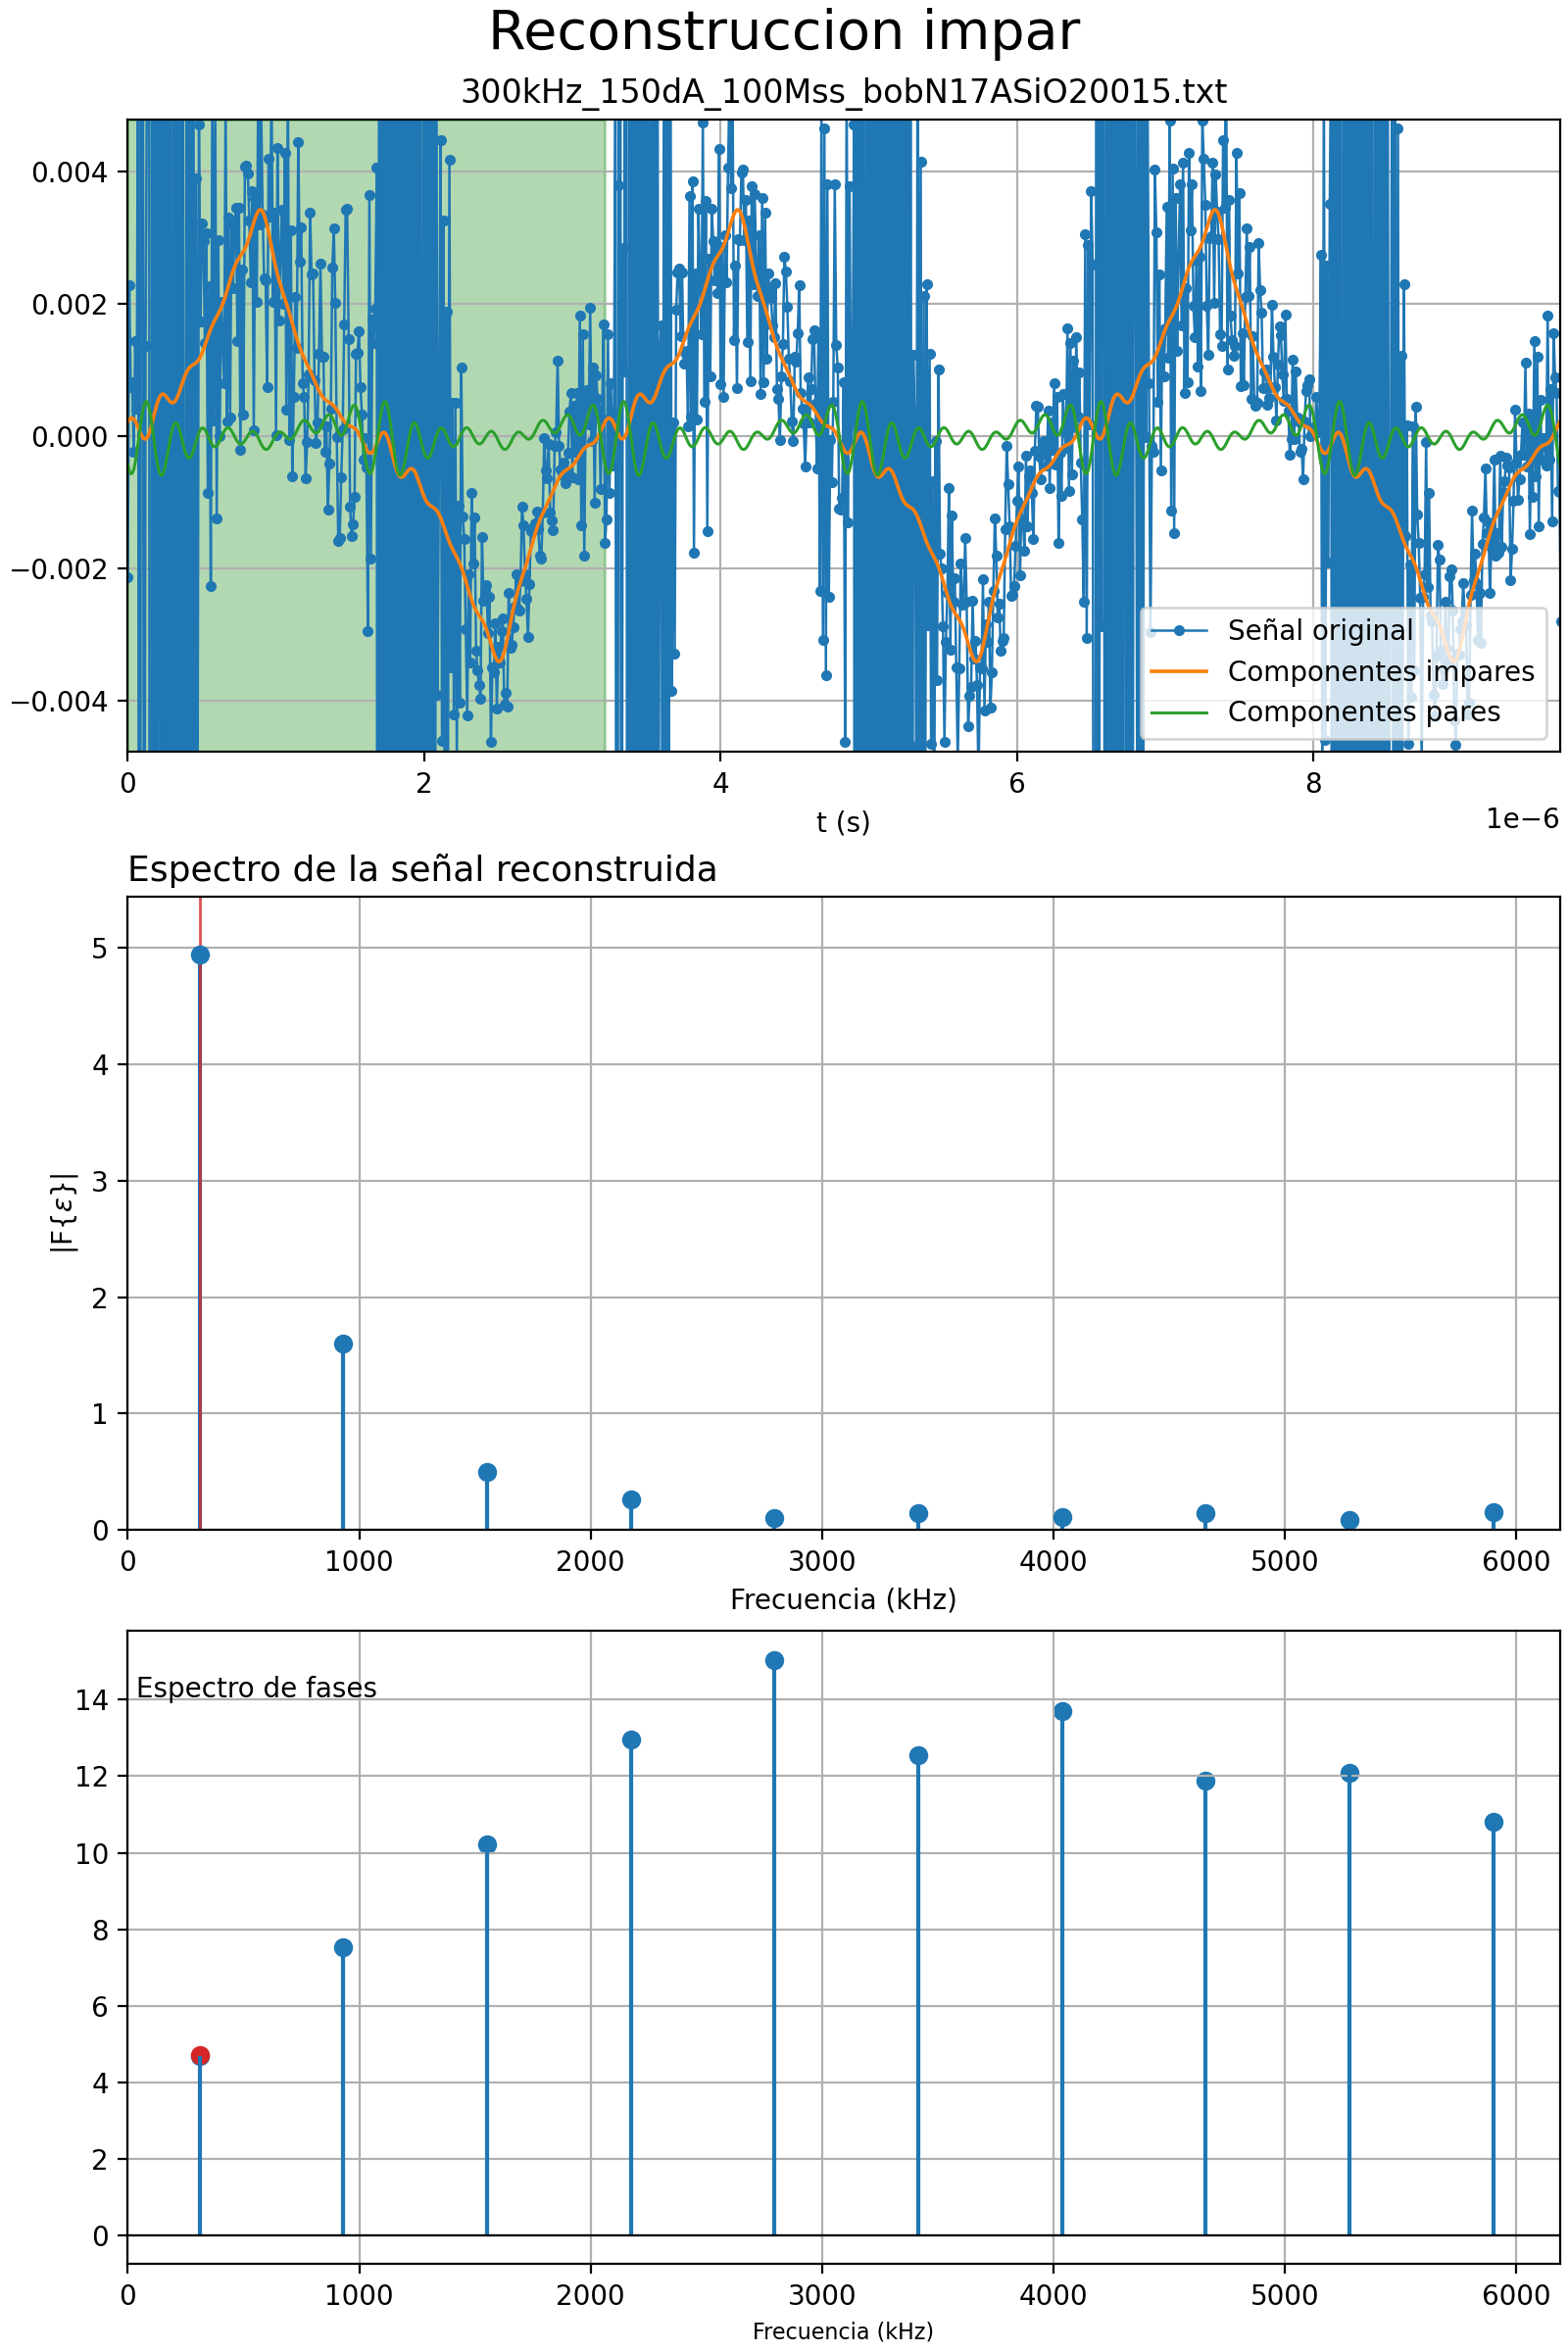 Reconstruccion impar
300kHz_150dA_100Mss_bobN17ASiO20015.txt
0.004
0.002
0.000
−0.002
−0.004
Señal original
Componentes impares
Componentes pares
0 2 4 6 8
1e−6
t (s)
Espectro de la señal reconstruida
5
4
3
2
1
0
|F{ε}|
0 1000 2000 3000 4000 5000 6000
Frecuencia (kHz)
Espectro de fases
14
12
10
8
6
4
2
0
0 1000 2000 3000 4000 5000 6000
Frecuencia (kHz)